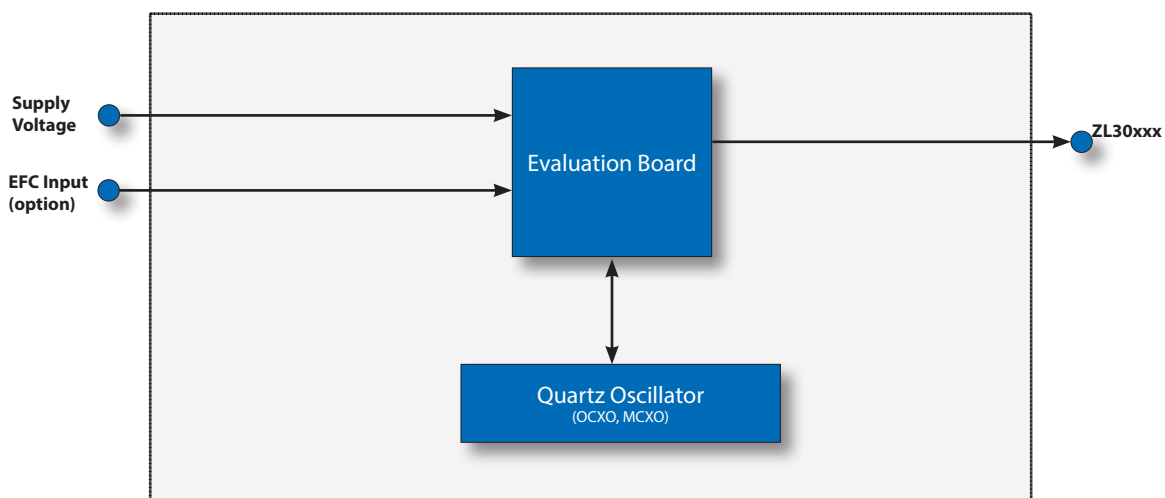 Supply
Voltage
EFC Input
(option)
Evaluation Board
ZL30xxx
Quartz Oscillator
(OCXO, MCXO)